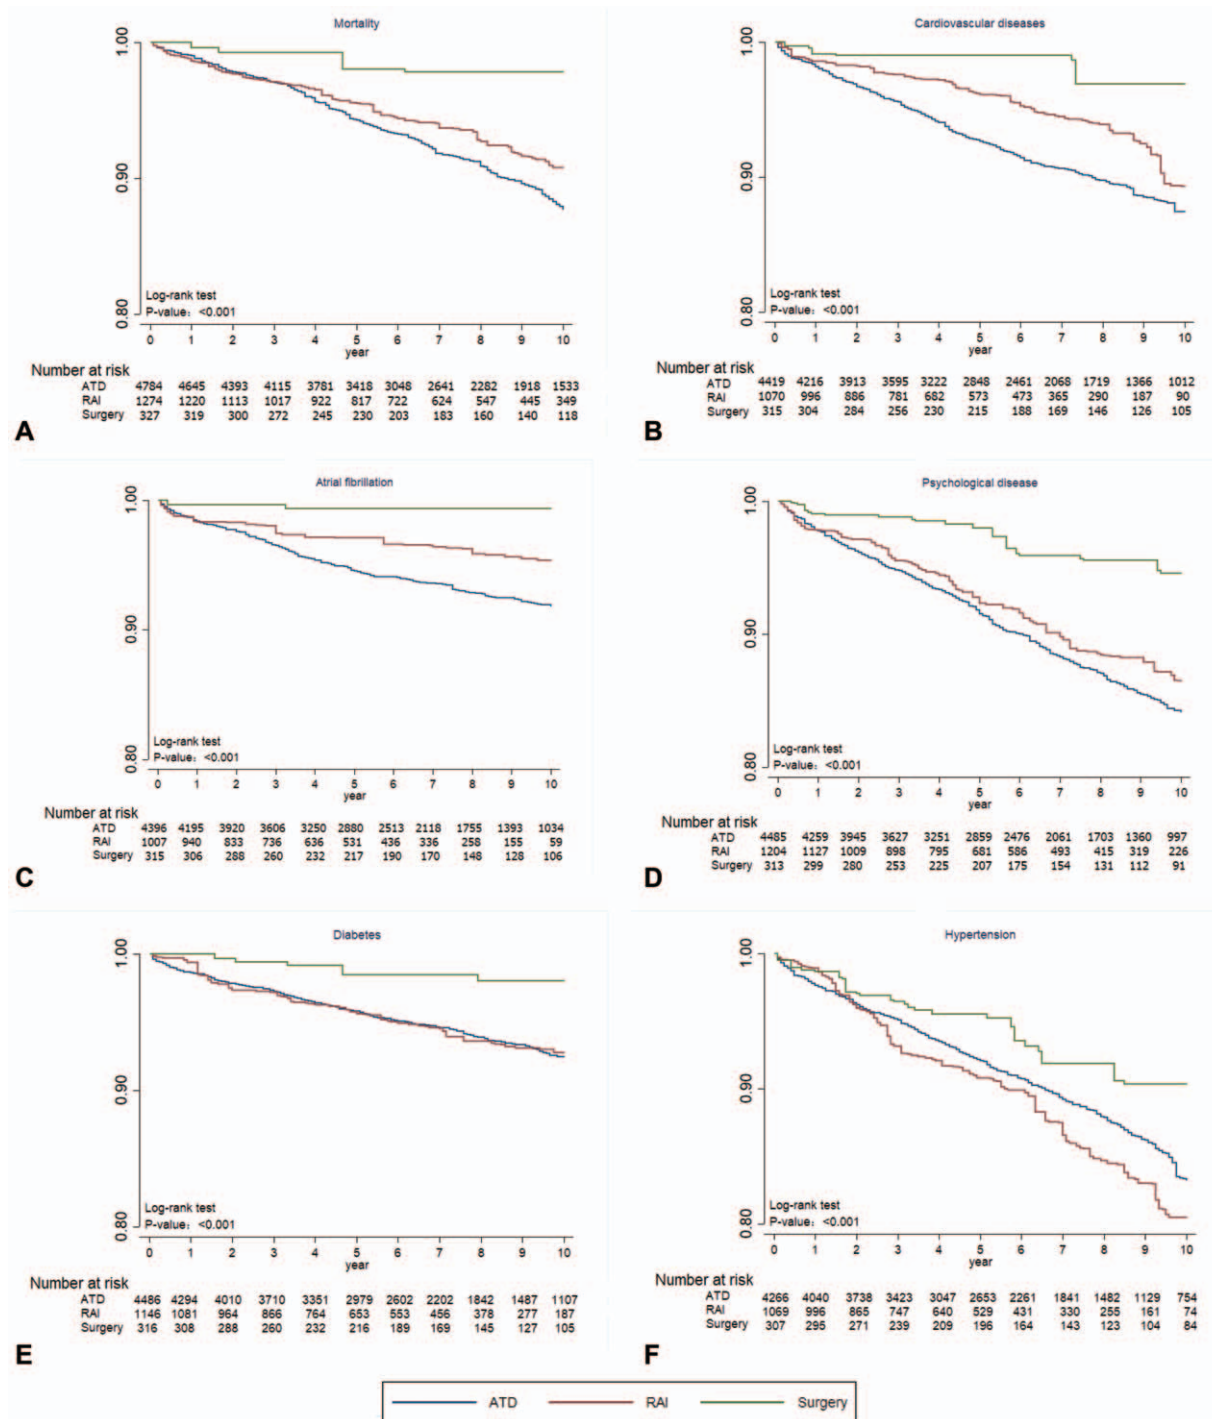 Mortality
1.00
0.90
0.80
Log-rank test
P-value: <0.001
0 1 2 3 4 5 6 7 8 9 10
year
Number at risk
ATD 4784 4645 4393 4115 3781 3418 3048 2641 2282 1918 1533
RAI 1274 1220 1113 1017 922 817 722 624 547 445 349
Surgery 327 319 300 272 245 230 203 183 160 140 118
A
Cardiovascular diseases
1.00
0.90
0.80
Log-rank test
P-value: <0.001
0 1 2 3 4 5 6 7 8 9 10
year
Number at risk
ATD 4419 4216 3913 3595 3222 2848 2461 2068 1719 1366 1012
RAI 1070 996 886 781 682 573 473 365 290 187 90
Surgery 315 304 284 256 230 215 188 169 146 126 105
B
Atrial fibrillation
1.00
0.90
0.80
Log-rank test
P-value: <0.001
0 1 2 3 4 5 6 7 8 9 10
year
Number at risk
ATD 4396 4195 3920 3606 3250 2880 2513 2118 1755 1393 1034
RAI 1007 940 833 736 636 531 436 336 258 155 59
Surgery 315 306 288 260 232 217 190 170 148 128 106
C
Psychological disease
1.00
0.90
0.80
Log-rank test
P-value: <0.001
0 1 2 3 4 5 6 7 8 9 10
year
Number at risk
ATD 4485 4259 3945 3627 3251 2859 2476 2061 1703 1360 997
RAI 1204 1127 1009 898 795 681 586 493 415 319 226
Surgery 313 299 280 253 225 207 175 154 131 112 91
D
Diabetes
1.00
0.90
0.80
Log-rank test
P-value: <0.001
0 1 2 3 4 5 6 7 8 9 10
year
Number at risk
ATD 4486 4294 4010 3710 3351 2979 2602 2202 1842 1487 1107
RAI 1146 1081 964 866 764 653 553 456 378 277 187
Surgery 316 308 288 260 232 216 189 169 145 127 105
E
Hypertension
1.00
0.90
0.80
Log-rank test
P-value: <0.001
0 1 2 3 4 5 6 7 8 9 10
year
Number at risk
ATD 4266 4040 3738 3423 3047 2653 2261 1841 1482 1129 754
RAI 1069 996 865 747 640 529 431 330 255 161 74
Surgery 307 295 271 239 209 196 164 143 123 104 84
F
ATD RAI Surgery